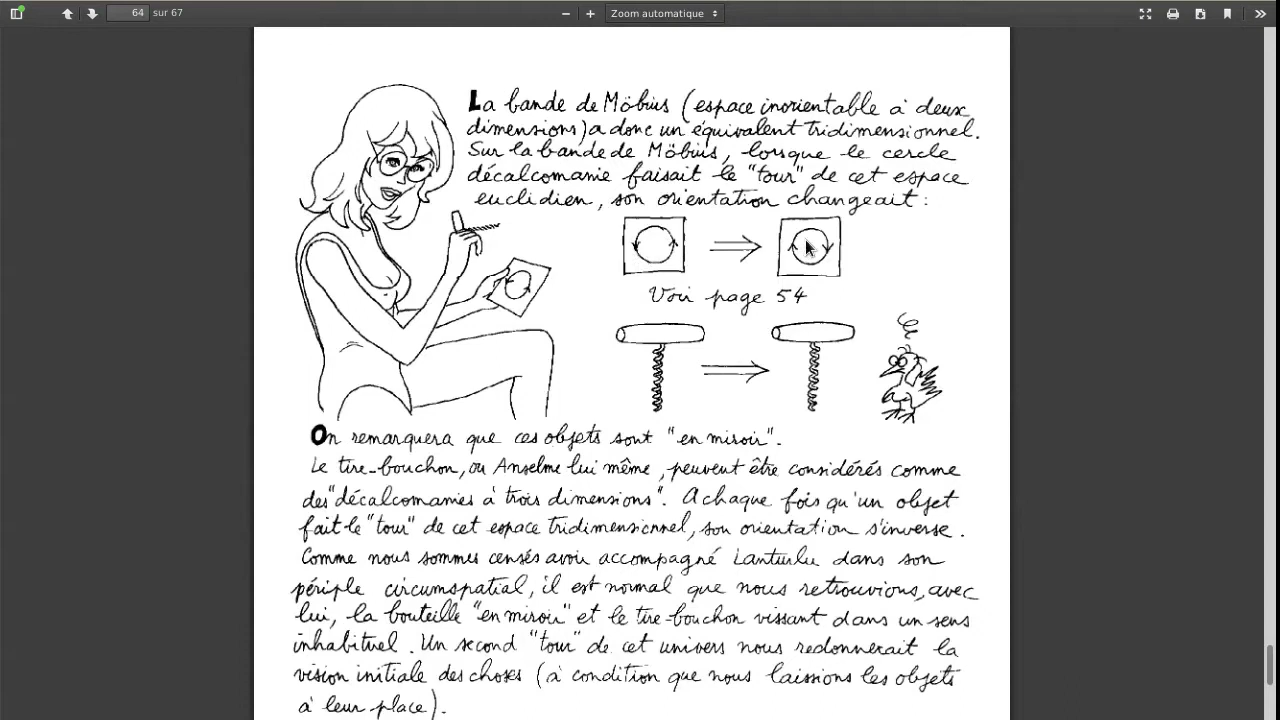 64 sur 67
Zoom automatique
La bande de Möbius (espace inorientable à deux
dimensions) a donc un équivalent tridimensionnel.
Sur la bande de Möbius, lorsque le cercle
décalcomanie faisait le "tour" de cet espace
euclidien, son orientation changeait :
Voir page 54
On remarquera que ces objets sont "en miroir".
Le tire-bouchon, ou Anselme lui même, peuvent être considérés comme
des "décalcomanies à trois dimensions". A chaque fois qu'un objet
fait le "tour" de cet espace tridimensionnel, son orientation s'inverse.
Comme nous sommes censés avoir accompagné Lanturlu dans son
périple circumspatial, il est normal que nous retrouvions, avec
lui, la bouteille "en miroir" et le tire-bouchon vissant dans un sens
inhabituel. Un second "tour" de cet univers nous redonnerait la
vision initiale des choses (à condition que nous laissions les objets
à leur place).